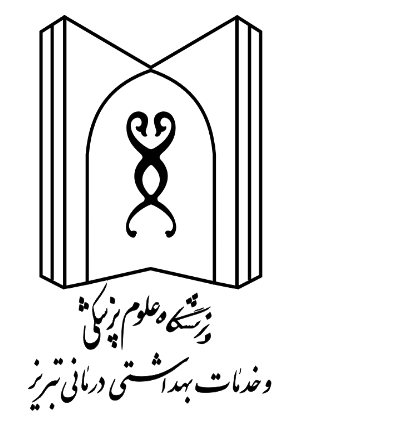 دانشگاه علوم پزشکی
و خدمات بهداشتی درمانی تبریز